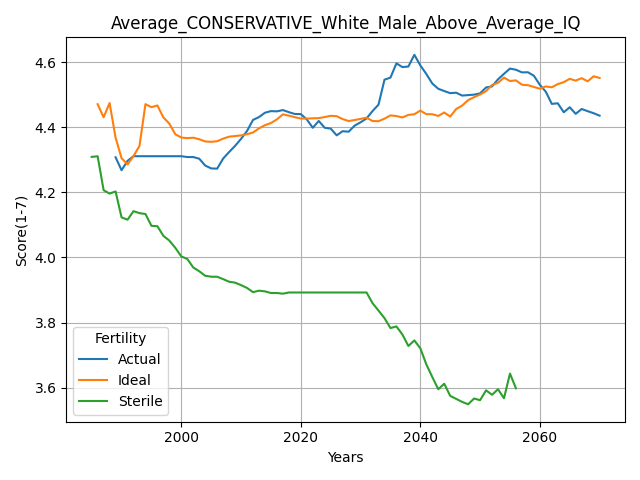 Average_CONSERVATIVE_White_Male_Above_Average_IQ
4.6
4.4
4.2
4.0
3.8
3.6
Score(1-7)
Fertility
Actual
Ideal
Sterile
2000
2020
2040
2060
Years